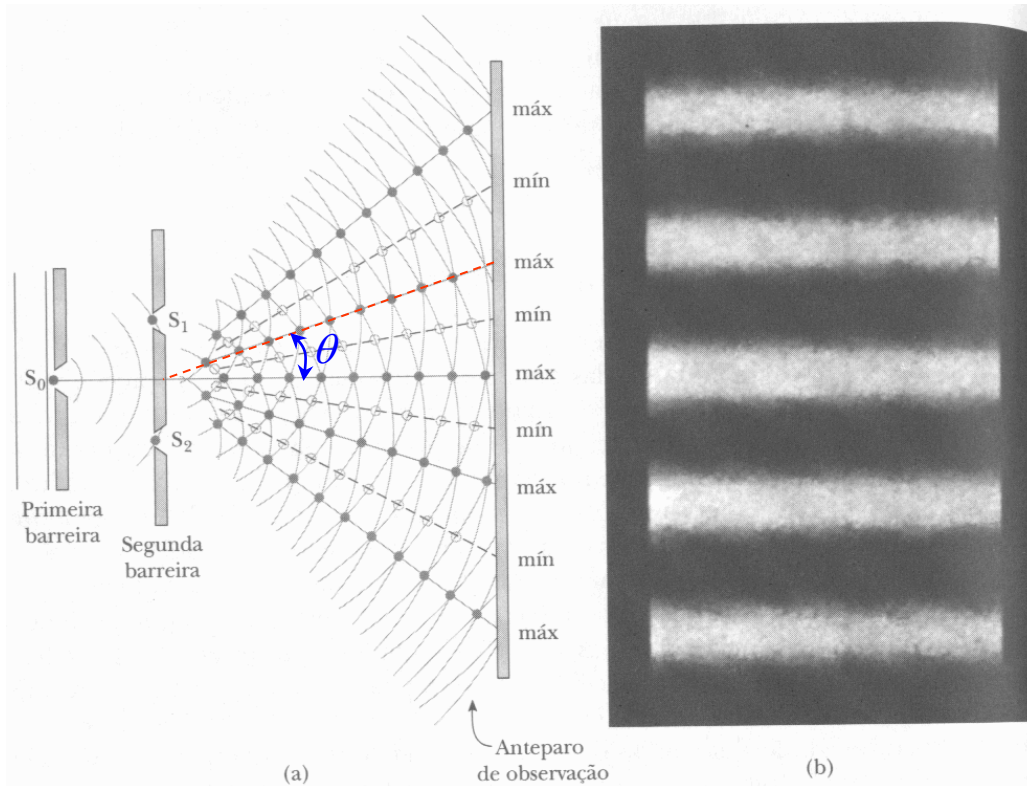 máx
mín
máx
S1
mín
θ
S0
máx
S2
mín
máx
Primeira
barreira
Segunda
barreira
mín
máx
Anteparo
de observação
(a)
(b)